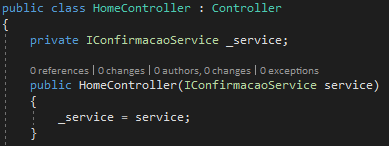 public class HomeController : Controller
{
private IConfirmacaoService _service;
0 references | 0 changes | 0 authors, 0 changes | 0 exceptions
public HomeController(IConfirmacaoService service)
{
_service = service;
}